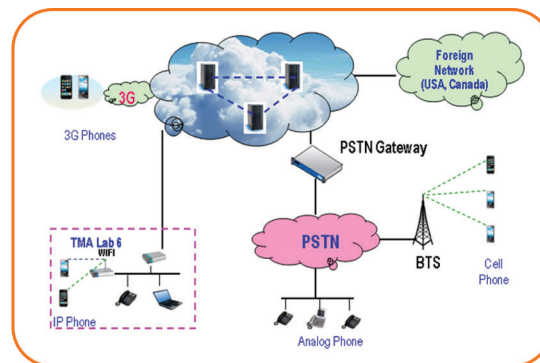 Foreign
Network
(USA, Canada)
3G
3G Phones
PSTN Gateway
TMA Lab 6
WIFI
PSTN
BTS
Cell
Phone
IP Phone
Analog Phone